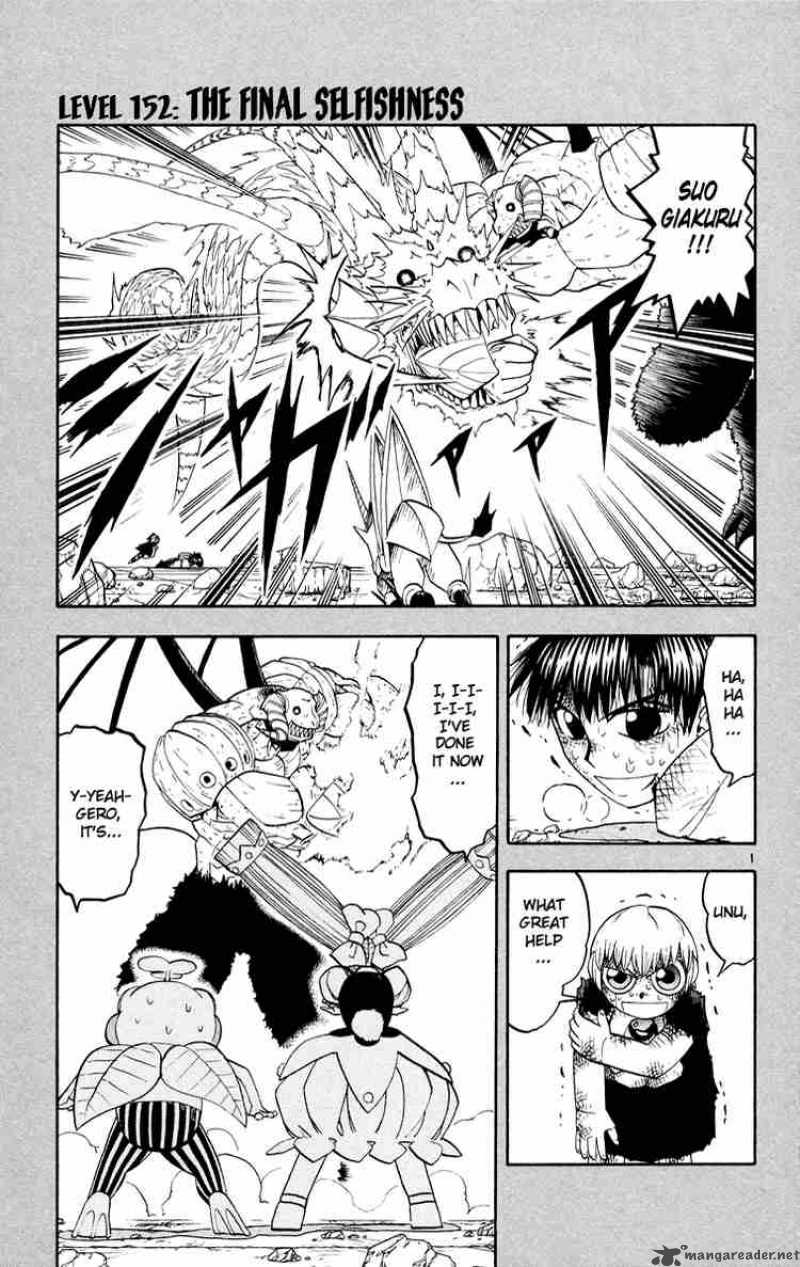 LEVEL 152: THE FINAL SELFISHNESS
SUO
GIAKURU
!!!
HA,
HA
HA
...
1
UNU,
WHAT
GREAT
HELP
...
I, I-I-
I-I-I,
I'VE
DONE
IT NOW
...
Y-YEAH-
GERO,
IT'S...
mangareader.net